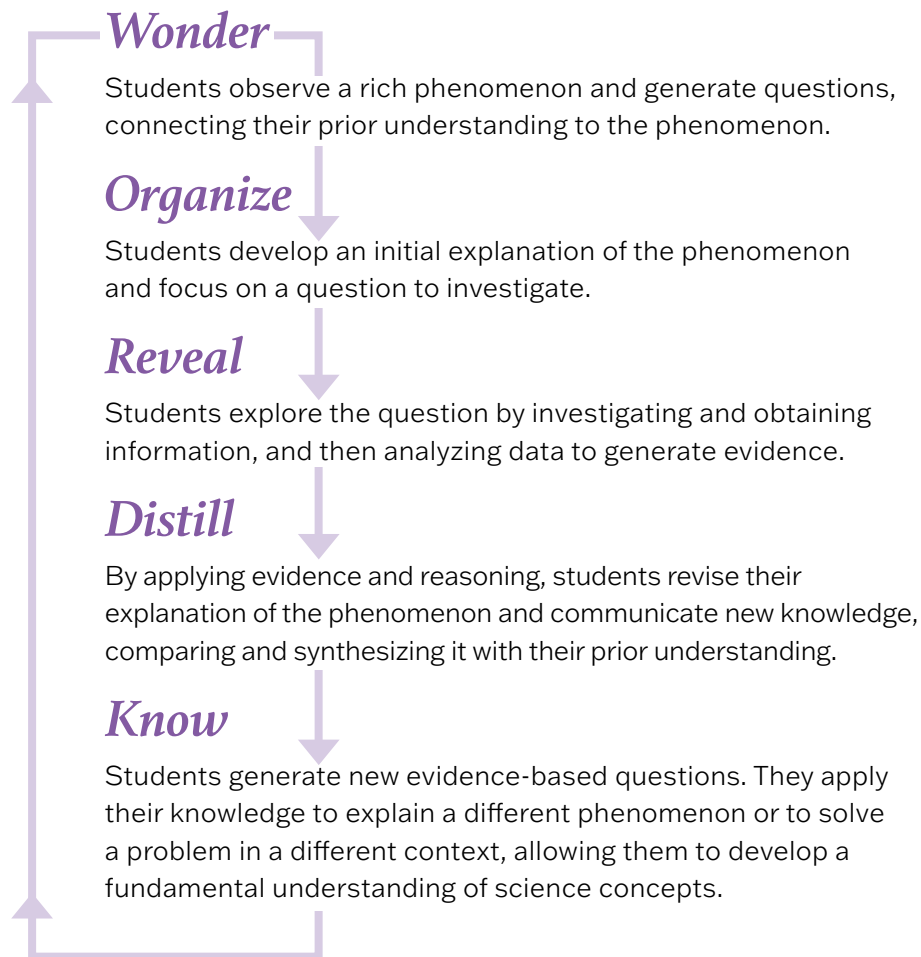 Wonder
Students observe a rich phenomenon and generate questions,
connecting their prior understanding to the phenomenon.
Organize
Students develop an initial explanation of the phenomenon
and focus on a question to investigate.
Reveal
Students explore the question by investigating and obtaining
information, and then analyzing data to generate evidence.
Distill
By applying evidence and reasoning, students revise their
explanation of the phenomenon and communicate new knowledge,
comparing and synthesizing it with their prior understanding.
Know
Students generate new evidence-based questions. They apply
their knowledge to explain a different phenomenon or to solve
a problem in a different context, allowing them to develop a
fundamental understanding of science concepts.